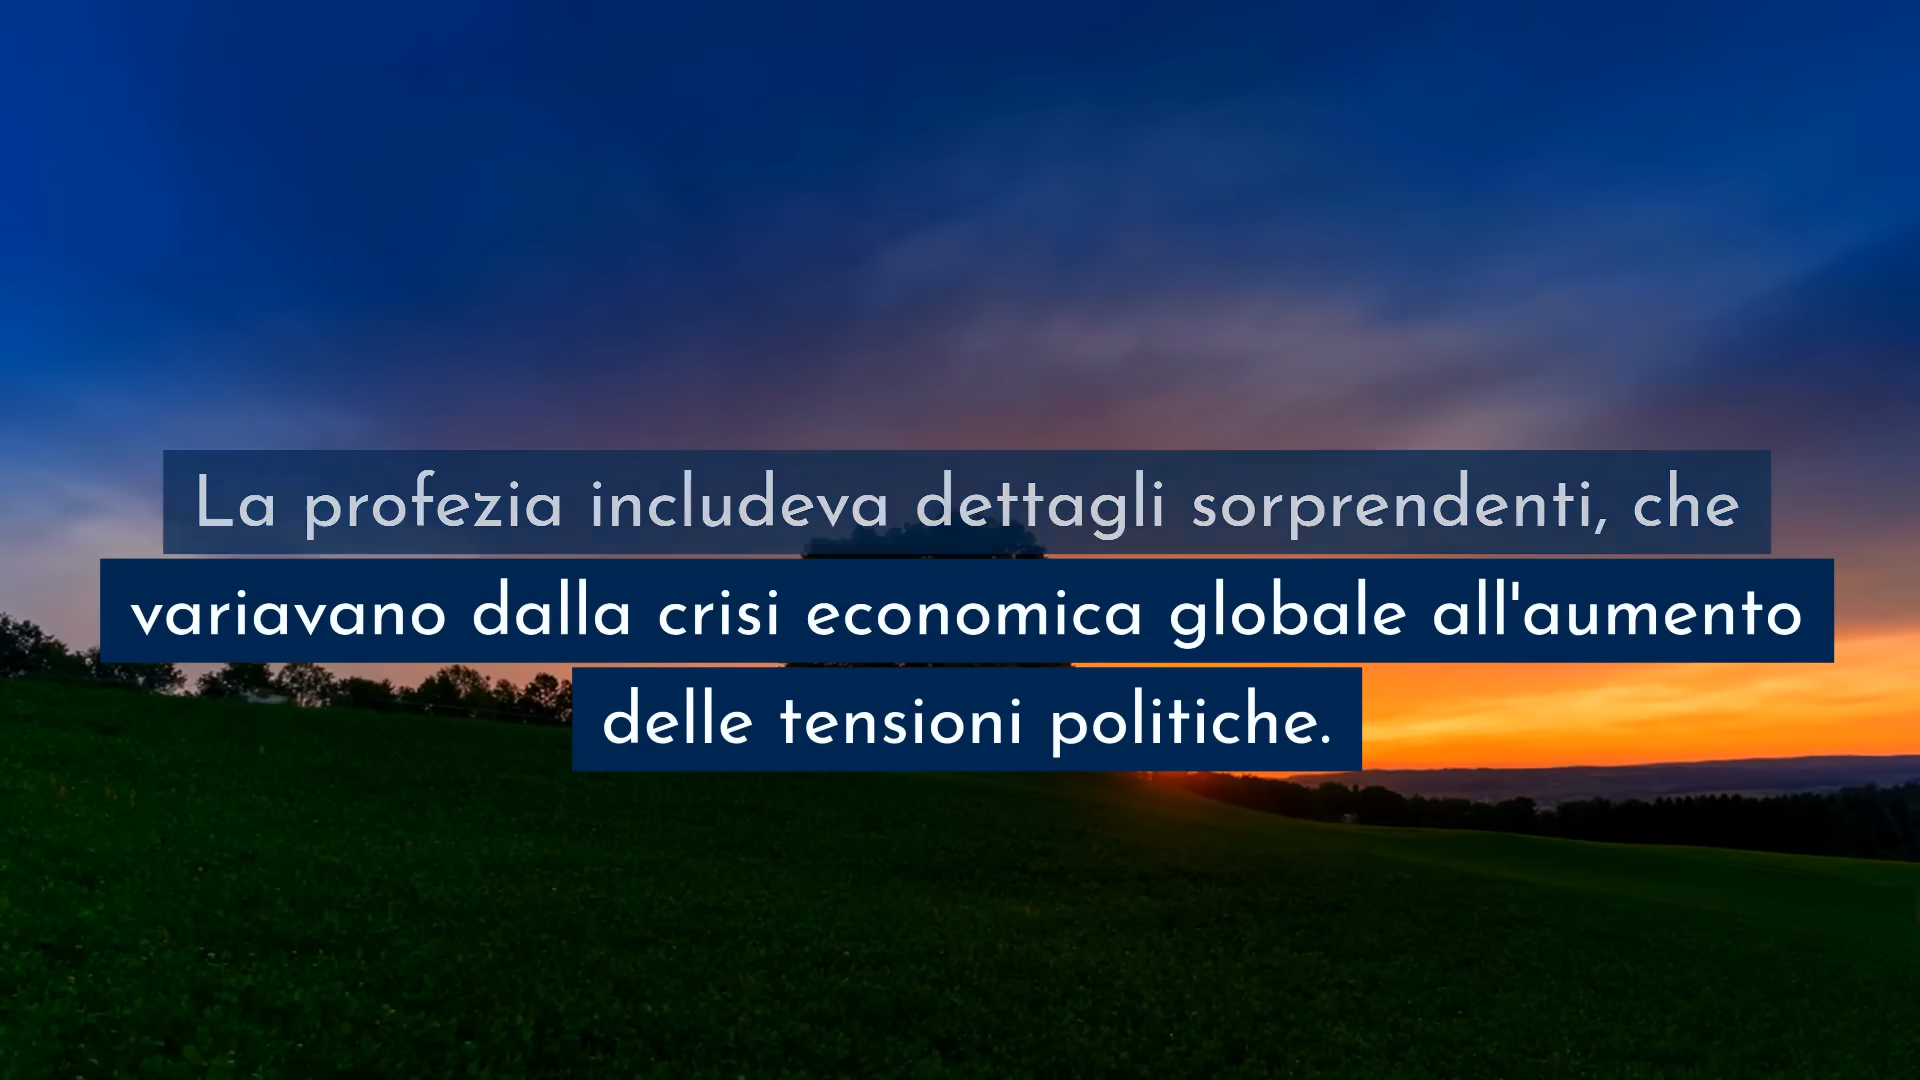 La profezia includeva dettagli sorprendenti, che
variavano dalla crisi economica globale all'aumento
delle tensioni politiche.